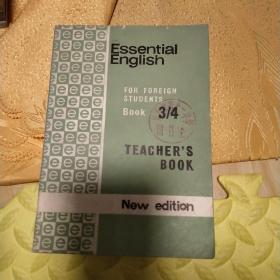 Essential
English
FOR FOREIGN
STUDENTS
Book 3/4
TEACHER'S
BOOK
New edition